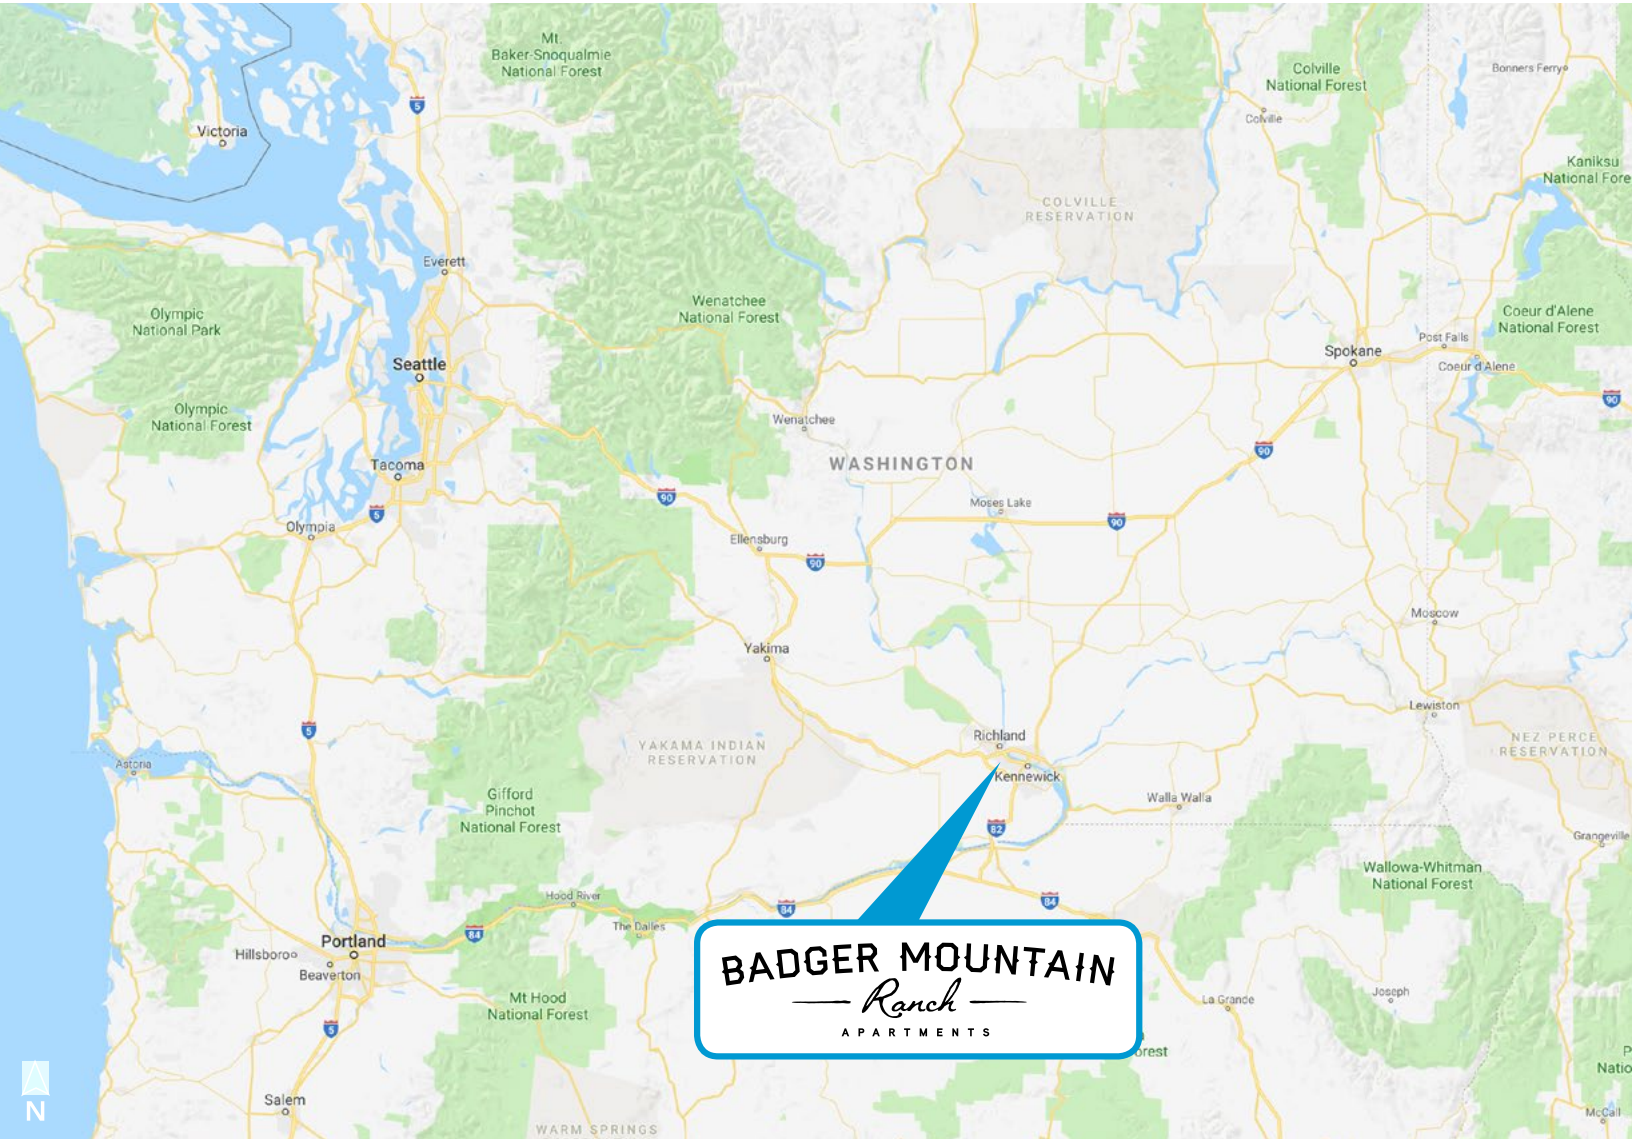 Mt.
Baker-Snoqualmie
National Forest
Colville
National Forest
Bonners Ferry
5
Colville
Victoria
Kaniksu
National Fore
COLVILLE
RESERVATION
Everett
Olympic
National Park
Wenatchee
National Forest
Coeur d'Alene
National Forest
Seattle
Spokane
Post Falls
Coeur d'Alene
90
Olympic
National Forest
Wenatchee
90
Tacoma
WASHINGTON
90
Moses Lake
5
90
Olympia
Ellensburg
90
Moscow
Yakima
Lewiston
5
Richland
NEZ PERCE
RESERVATION
YAKAMA INDIAN
RESERVATION
Astoria
Kennewick
Gifford
Pinchot
National Forest
Walla Walla
82
Grangeville
Wallowa-Whitman
National Forest
Hood River
84
84
The Dalles
84
Portland
Hillsboro
Beaverton
BADGER MOUNTAIN
Ranch
APARTMENTS
Mt Hood
National Forest
La Grande
Joseph
5
orest
P
Natio
N
Salem
McCall
WARM SPRINGS